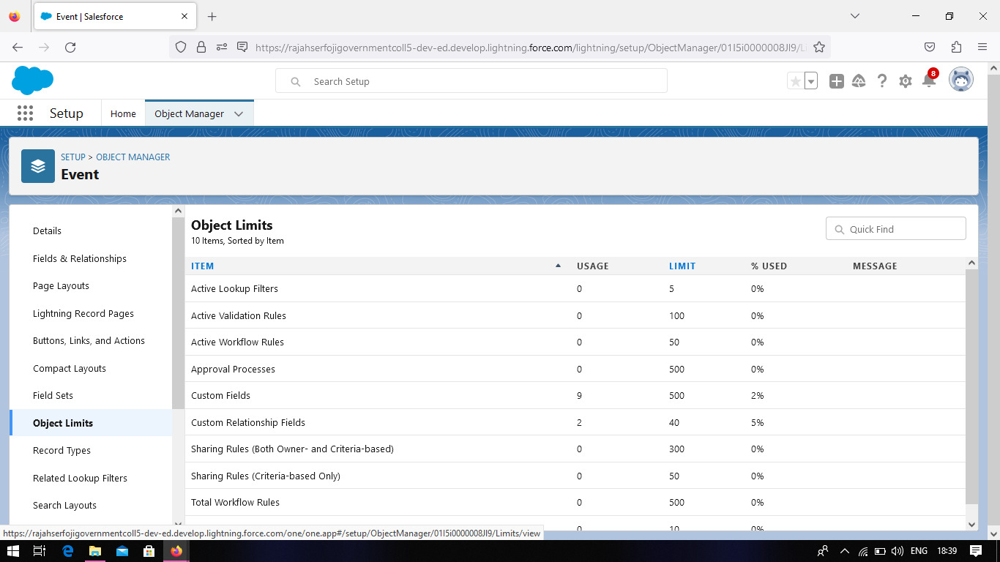 Event | Salesforce
https://rajahserfojigovernmentcoll5-dev-ed.develop.lightning.force.com/lightning/setup/ObjectManager/01I5i0000008JI9/L
Search Setup
8
Setup
Home
Object Manager
SETUP > OBJECT MANAGER
Event
Details
Fields & Relationships
Page Layouts
Lightning Record Pages
Buttons, Links, and Actions
Compact Layouts
Field Sets
Object Limits
Record Types
Related Lookup Filters
Search Layouts
Object Limits
10 Items, Sorted by Item
Quick Find
ITEM USAGE LIMIT % USED MESSAGE
Active Lookup Filters 0 5 0%
Active Validation Rules 0 100 0%
Active Workflow Rules 0 50 0%
Approval Processes 0 500 0%
Custom Fields 9 500 2%
Custom Relationship Fields 2 40 5%
Sharing Rules (Both Owner- and Criteria-based) 0 300 0%
Sharing Rules (Criteria-based Only) 0 50 0%
Total Workflow Rules 0 500 0%
0 10 0%
https://rajahserfojigovernmentcoll5-dev-ed.develop.lightning.force.com/one/one.app#/setup/ObjectManager/01I5i0000008JI9/Limits/view
ENG 18:39